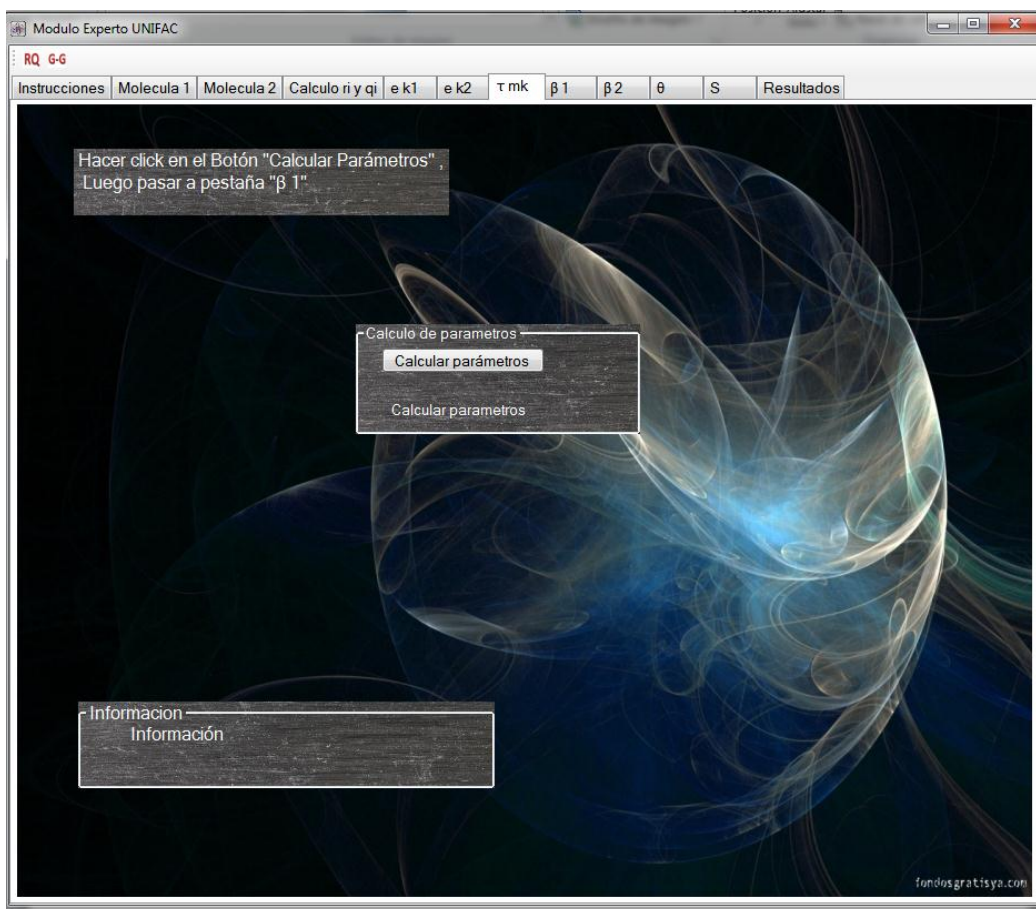 Modulo Experto UNIFAC
RQ G-G
Instrucciones Molecula 1 Molecula 2 Calculo ri y qi e k1 e k2 τ mk β 1 β 2 θ S Resultados
Hacer click en el Botón "Calcular Parámetros" ,
Luego pasar a pestaña "β 1"
Calculo de parametros
Calcular parámetros
Calcular parametros
Informacion
Información
fondosgratisya.com